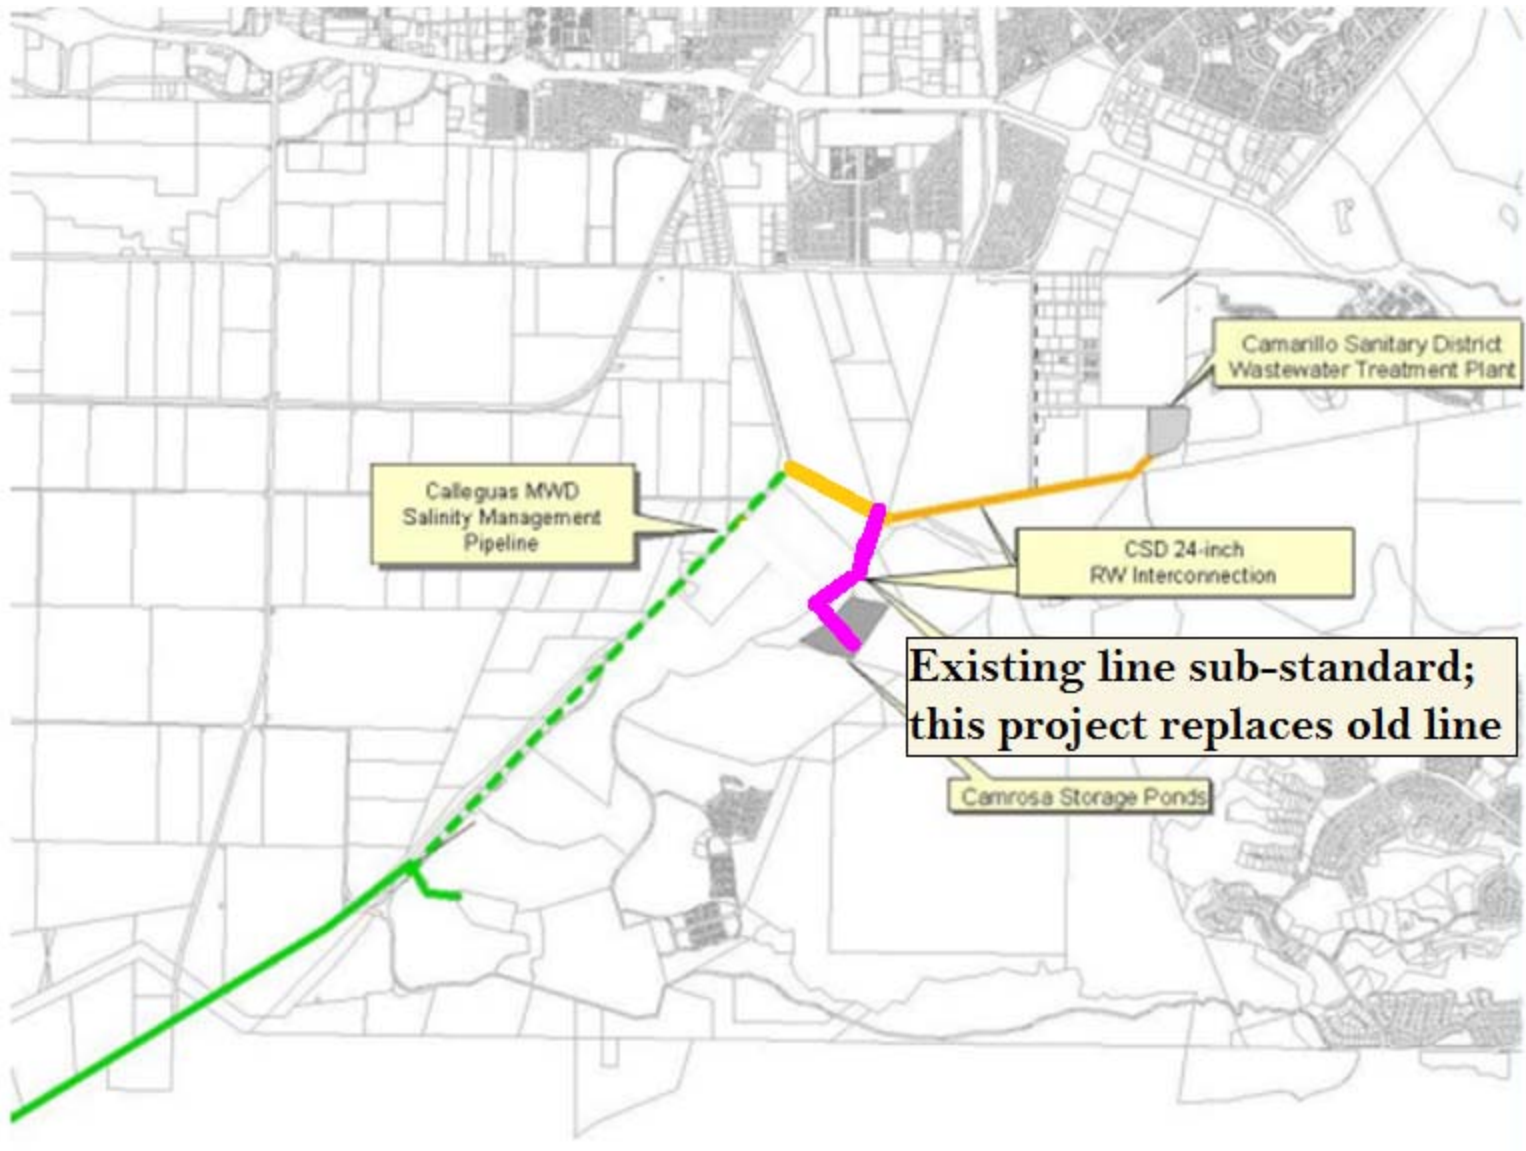 Camarillo Sanitary District
Wastewater Treatment Plant
Calleguas MWD
Salinity Management
Pipeline
CSD 24-inch
RW Interconnection
Existing line sub-standard;
this project replaces old line
Camrosa Storage Ponds